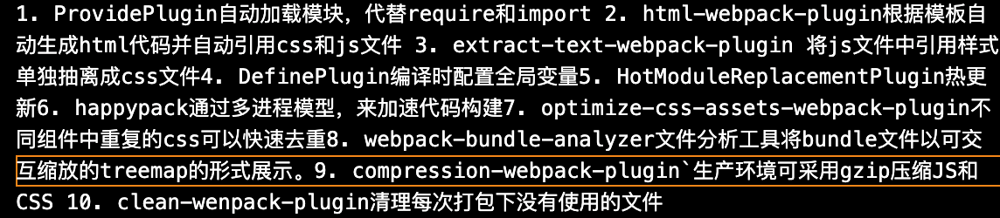 1. ProvidePlugin自动加载模块，代替require和import 2. html-webpack-plugin根据模板自
动生成html代码并自动引用css和js文件 3. extract-text-webpack-plugin 将js文件中引用样式
单独抽离成css文件4. DefinePlugin编译时配置全局变量5. HotModuleReplacementPlugin热更
新6. happypack通过多进程模型，来加速代码构建7. optimize-css-assets-webpack-plugin不
同组件中重复的css可以快速去重8. webpack-bundle-analyzer文件分析工具将bundle文件以可交
互缩放的treemap的形式展示。9. compression-webpack-plugin`生产环境可采用gzip压缩JS和
CSS 10. clean-wenpack-plugin清理每次打包下没有使用的文件